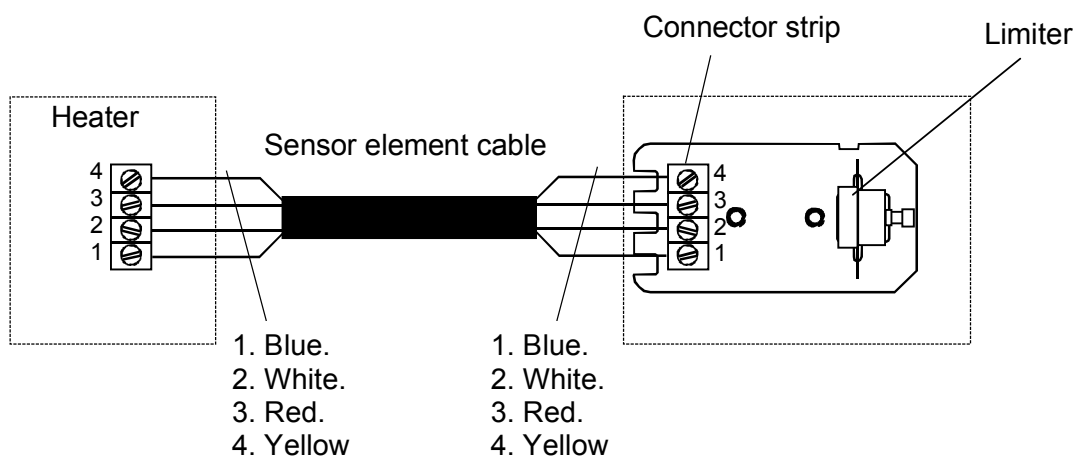 Connector strip
Limiter
Heater
Sensor element cable
4
3
2
1
4
3
2
1
1. Blue.
2. White.
3. Red.
4. Yellow
1. Blue.
2. White.
3. Red.
4. Yellow